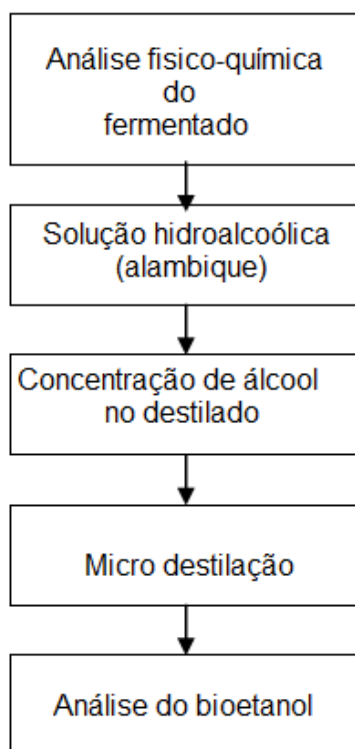 Análise fisico-química
do
fermentado
Solução hidroalcoólica
(alambique)
Concentração de álcool
no destilado
Micro destilação
Análise do bioetanol